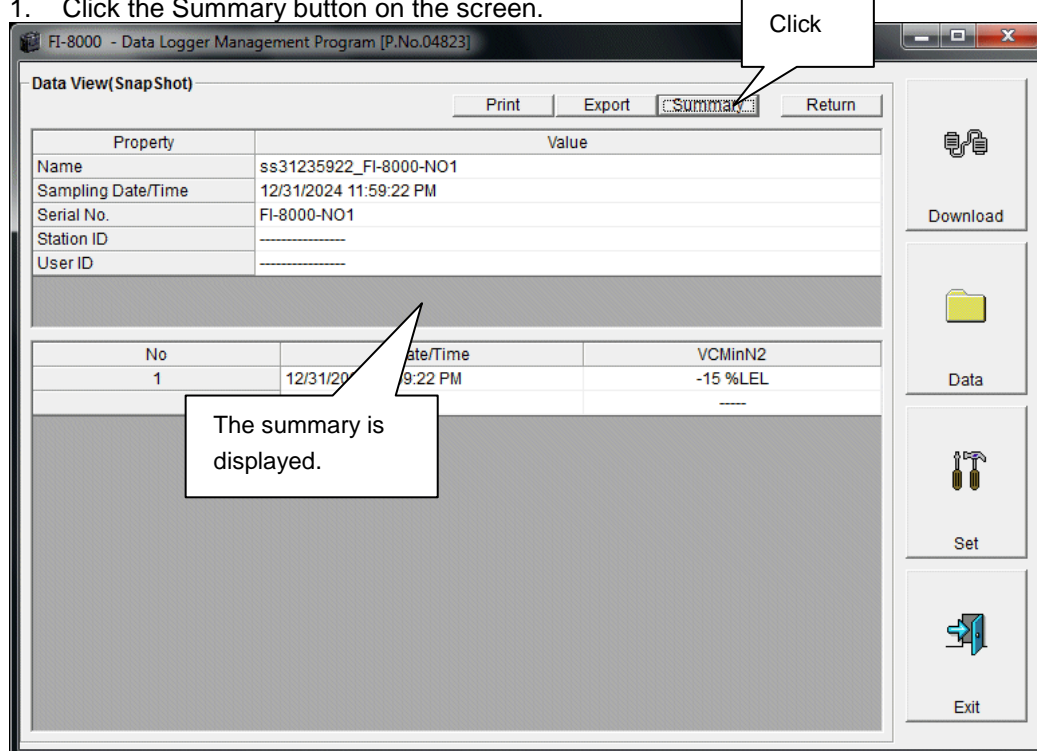 1. Click the Summary button on the screen.
Click
FI-8000 - Data Logger Management Program [P.No.04823]
Data View(SnapShot)
Print Export Summary Return
Property Value
Name ss31235922_FI-8000-NO1
Sampling Date/Time 12/31/2024 11:59:22 PM
Serial No. FI-8000-NO1
Station ID ----------------
User ID ----------------
Download
No ate/Time VCMinN2
1 12/31/20 9:22 PM -15 %LEL
-----
The summary is
displayed.
Data
Set
Exit